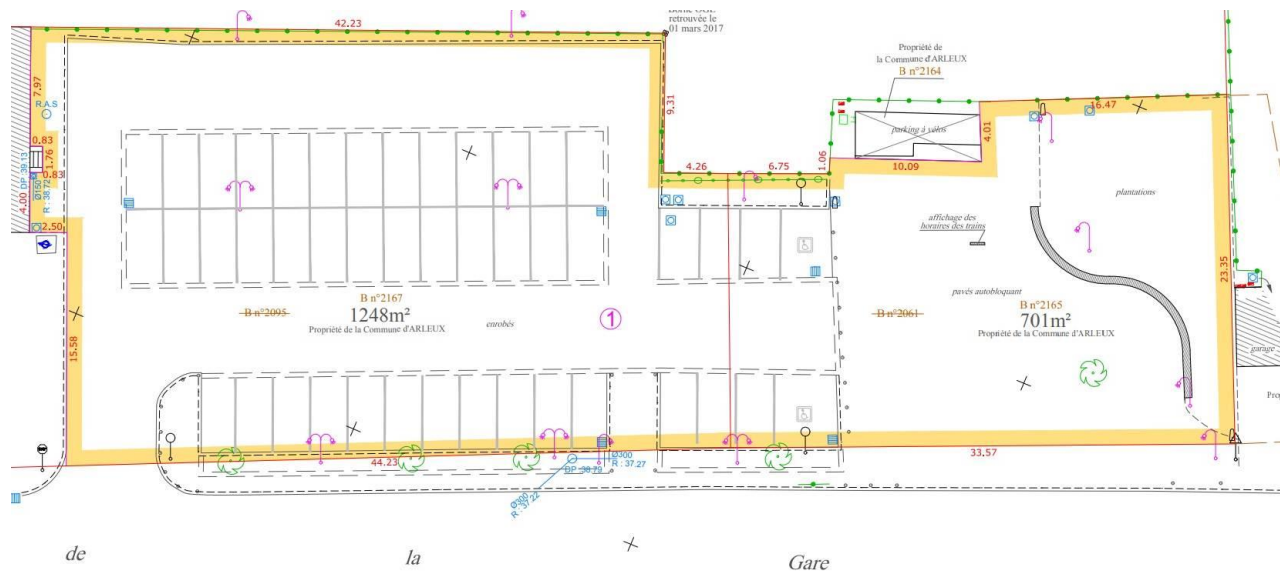 42.23
Borne OGE
retrouvée le
01 mars 2017
Propriété de
la Commune d'ARLEUX
B n°2164
7.97
R.A.S
9.31
parking à vélos
4.01
16.47
0.83
1.76
0.83
DP :39.13
4.00
Ø150
R : 38.72
4.26
6.75
1.06
10.09
plantations
2.50
affichage des
horaires des trains
23.35
B n°2167
B n°2095
1248m²
Propriété de la Commune d'ARLEUX
enrobés
1
pavés autobloquant
B n°2165
B n°2061
701m²
Propriété de la Commune d'ARLEUX
15.58
garage
44.23
DP :38.79
Ø300
R : 37.27
Ø300
R : 37.22
33.57
de
la
Gare